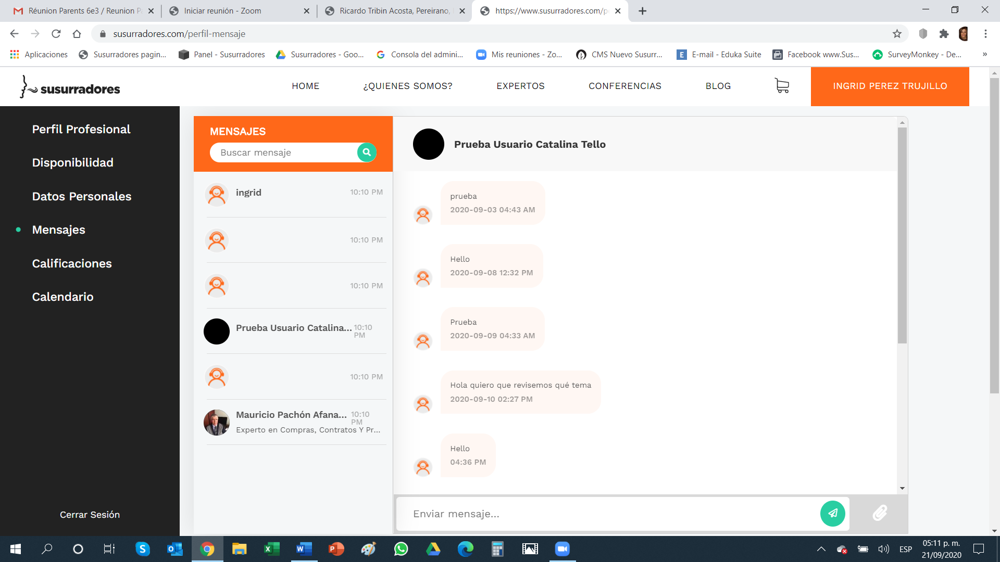 Réunion Parents 6e3 / Reunion P
Iniciar reunión - Zoom
Ricardo Tribin Acosta, Pereirano,
https://www.susurradores.com/p
susurradores.com/perfil-mensaje
Aplicaciones
Susurradores pagin...
Panel - Susurradores
Susurradores - Goo...
Consola del admini...
Mis reuniones - Zo...
CMS Nuevo Susurr...
E-mail - Eduka Suite
Facebook www.Sus...
SurveyMonkey - De...
»
susurradores
HOME
¿QUIENES SOMOS?
EXPERTOS
CONFERENCIAS
BLOG
INGRID PEREZ TRUJILLO
Perfil Profesional
Disponibilidad
Datos Personales
Mensajes
Calificaciones
Calendario
Cerrar Sesión
MENSAJES
Buscar mensaje
ingrid
10:10 PM
10:10 PM
10:10 PM
Prueba Usuario Catalina...
10:10
PM
10:10 PM
Mauricio Pachón Afana...
10:10
PM
Experto en Compras, Contratos Y Pr...
Prueba Usuario Catalina Tello
prueba
2020-09-03 04:43 AM
Hello
2020-09-08 12:32 PM
Prueba
2020-09-09 04:33 AM
Hola quiero que revisemos qué tema
2020-09-10 02:27 PM
Hello
04:36 PM
Enviar mensaje...
ESP
05:11 p. m.
21/09/2020